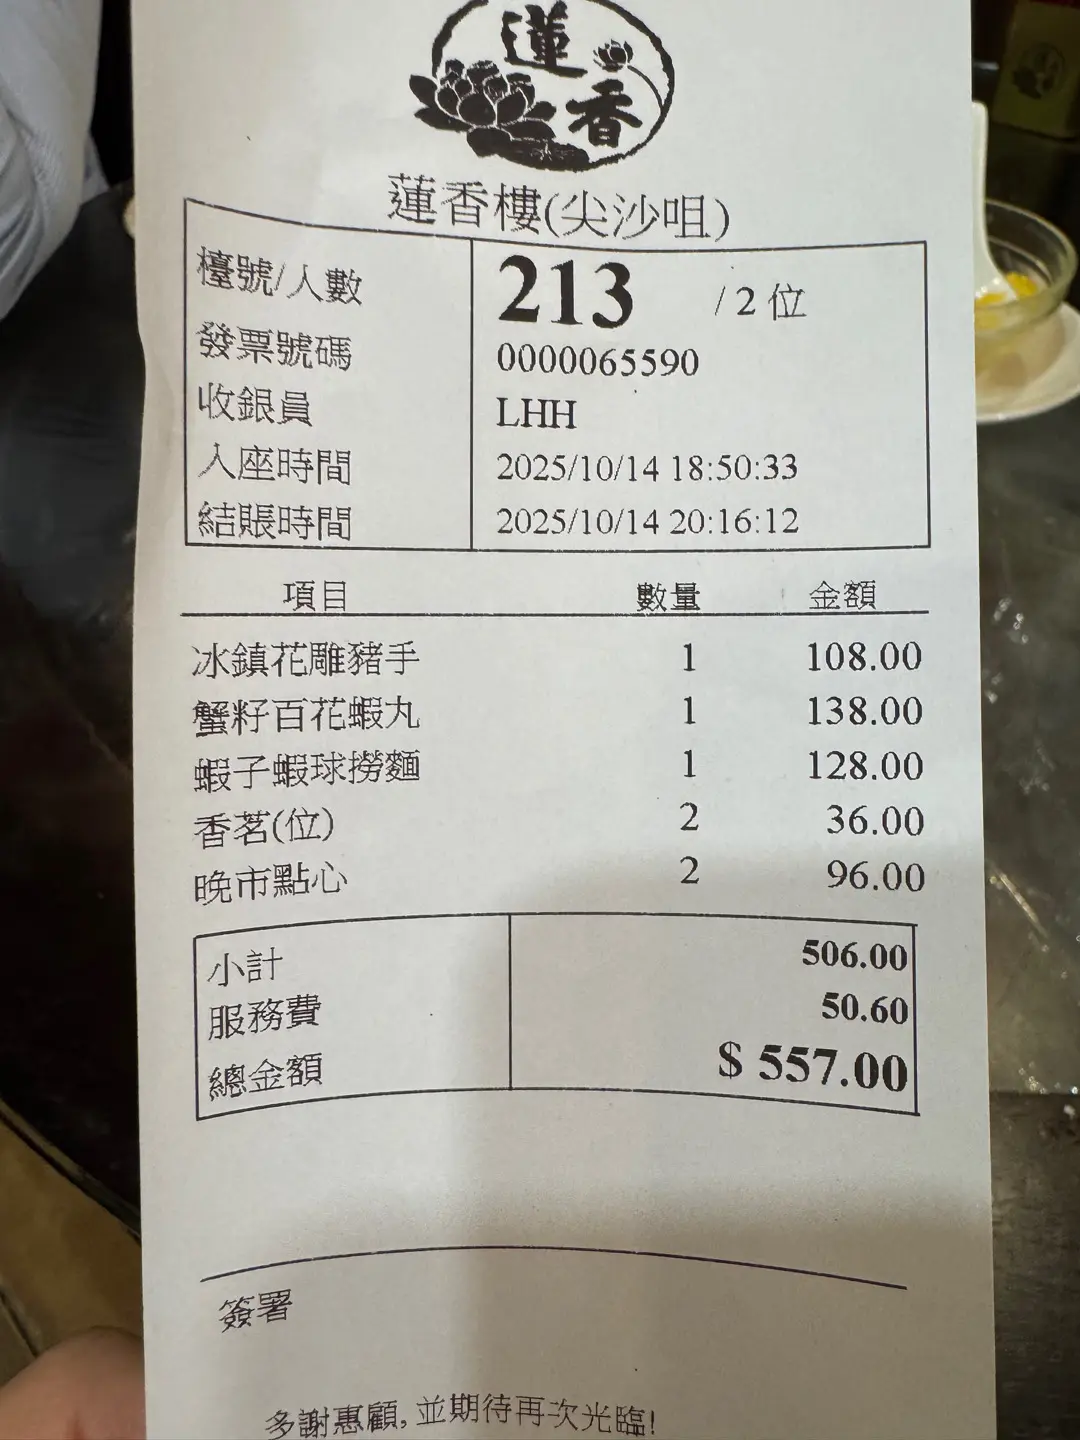 蓮
香
蓮香樓(尖沙咀)
檯號/人數 213 / 2 位
發票號碼 0000065590
收銀員 LHH
入座時間 2025/10/14 18:50:33
結賬時間 2025/10/14 20:16:12
項目 數量 金額
冰鎮花雕豬手 1 108.00
蟹籽百花蝦丸 1 138.00
蝦子蝦球撈麵 1 128.00
香茗(位) 2 36.00
晚市點心 2 96.00
小計 506.00
服務費 50.60
總金額 $ 557.00
簽署
多謝惠顧, 並期待再次光臨!